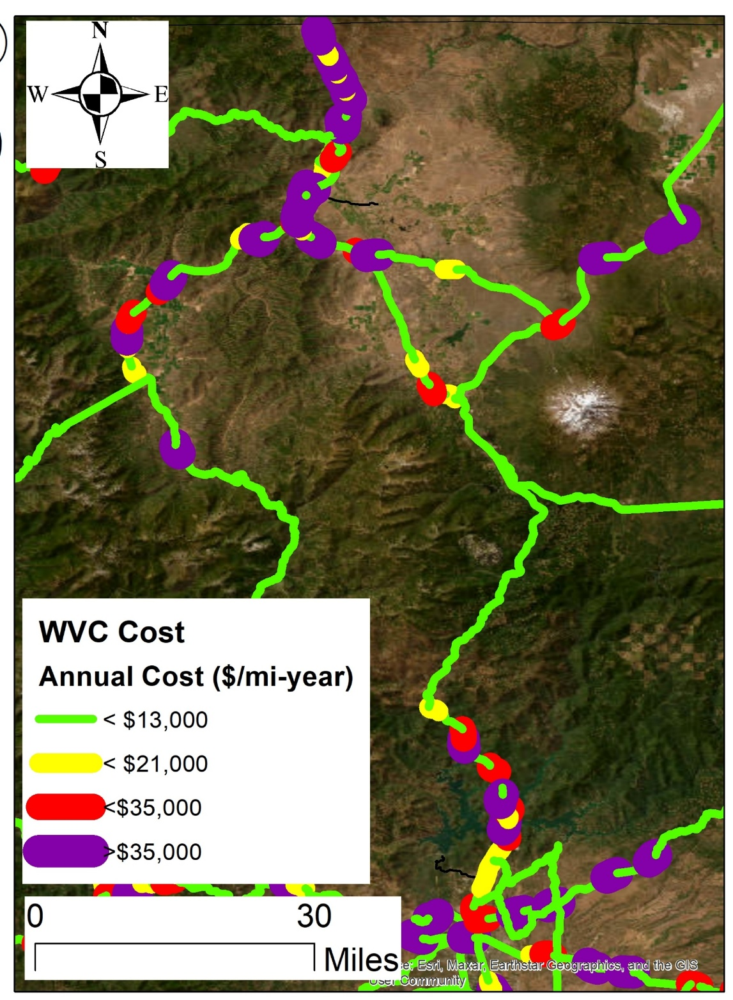 N
W E
S
WVC Cost
Annual Cost ($/mi-year)
< $13,000
< $21,000
<$35,000
>$35,000
0 30
Miles
e: Esri, Maxar, Earthstar Geographics, and the GIS
User Community